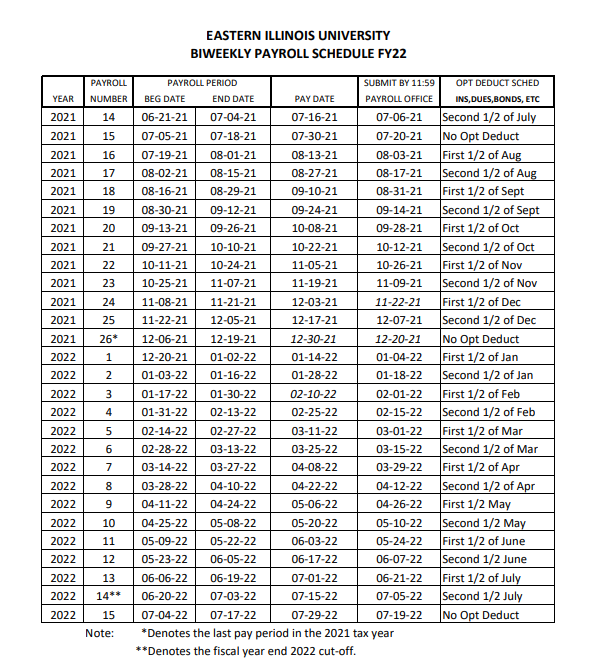 EASTERN ILLINOIS UNIVERSITY
BIWEEKLY PAYROLL SCHEDULE FY22
PAYROLL PAYROLL PERIOD SUBMIT BY 11:59 OPT DEDUCT SCHED
YEAR NUMBER BEG DATE END DATE PAY DATE PAYROLL OFFICE INS,DUES,BONDS, ETC
2021 14 06-21-21 07-04-21 07-16-21 07-06-21 Second 1/2 of July
2021 15 07-05-21 07-18-21 07-30-21 07-20-21 No Opt Deduct
2021 16 07-19-21 08-01-21 08-13-21 08-03-21 First 1/2 of Aug
2021 17 08-02-21 08-15-21 08-27-21 08-17-21 Second 1/2 of Aug
2021 18 08-16-21 08-29-21 09-10-21 08-31-21 First 1/2 of Sept
2021 19 08-30-21 09-12-21 09-24-21 09-14-21 Second 1/2 of Sept
2021 20 09-13-21 09-26-21 10-08-21 09-28-21 First 1/2 of Oct
2021 21 09-27-21 10-10-21 10-22-21 10-12-21 Second 1/2 of Oct
2021 22 10-11-21 10-24-21 11-05-21 10-26-21 First 1/2 of Nov
2021 23 10-25-21 11-07-21 11-19-21 11-09-21 Second 1/2 of Nov
2021 24 11-08-21 11-21-21 12-03-21 11-22-21 First 1/2 of Dec
2021 25 11-22-21 12-05-21 12-17-21 12-07-21 Second 1/2 of Dec
2021 26* 12-06-21 12-19-21 12-30-21 12-20-21 No Opt Deduct
2022 1 12-20-21 01-02-22 01-14-22 01-04-22 First 1/2 of Jan
2022 2 01-03-22 01-16-22 01-28-22 01-18-22 Second 1/2 of Jan
2022 3 01-17-22 01-30-22 02-10-22 02-01-22 First 1/2 of Feb
2022 4 01-31-22 02-13-22 02-25-22 02-15-22 Second 1/2 of Feb
2022 5 02-14-22 02-27-22 03-11-22 03-01-22 First 1/2 of Mar
2022 6 02-28-22 03-13-22 03-25-22 03-15-22 Second 1/2 of Mar
2022 7 03-14-22 03-27-22 04-08-22 03-29-22 First 1/2 of Apr
2022 8 03-28-22 04-10-22 04-22-22 04-12-22 Second 1/2 of Apr
2022 9 04-11-22 04-24-22 05-06-22 04-26-22 First 1/2 May
2022 10 04-25-22 05-08-22 05-20-22 05-10-22 Second 1/2 May
2022 11 05-09-22 05-22-22 06-03-22 05-24-22 First 1/2 of June
2022 12 05-23-22 06-05-22 06-17-22 06-07-22 Second 1/2 June
2022 13 06-06-22 06-19-22 07-01-22 06-21-22 First 1/2 of July
2022 14** 06-20-22 07-03-22 07-15-22 07-05-22 Second 1/2 July
2022 15 07-04-22 07-17-22 07-29-22 07-19-22 No Opt Deduct
Note: *Denotes the last pay period in the 2021 tax year
**Denotes the fiscal year end 2022 cut-off.